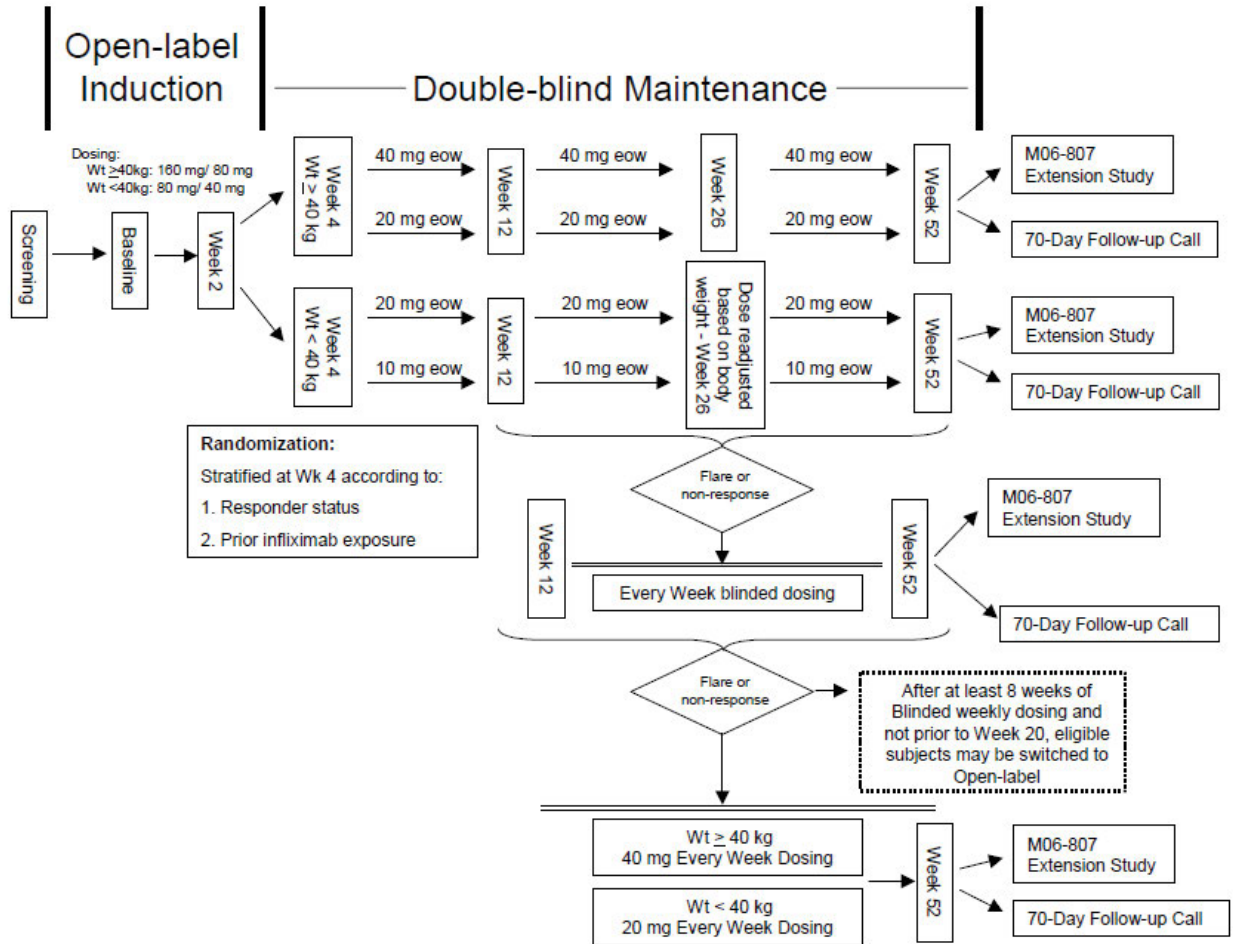 Open-label
Induction
Double-blind Maintenance
Dosing:
Wt ≥40kg: 160 mg/ 80 mg
Wt <40kg: 80 mg/ 40 mg
Screening
Baseline
Week 2
Week 4
Wt ≥ 40 kg
40 mg eow
20 mg eow
Week 12
40 mg eow
20 mg eow
Week 26
40 mg eow
20 mg eow
Week 52
M06-807
Extension Study
70-Day Follow-up Call
Week 4
Wt < 40 kg
20 mg eow
10 mg eow
Week 12
20 mg eow
10 mg eow
Dose readjusted
based on body
weight - Week 26
20 mg eow
10 mg eow
Week 52
M06-807
Extension Study
70-Day Follow-up Call
Randomization:
Stratified at Wk 4 according to:
1. Responder status
2. Prior infliximab exposure
Flare or
non-response
Week 12
Every Week blinded dosing
Week 52
M06-807
Extension Study
70-Day Follow-up Call
Flare or
non-response
After at least 8 weeks of
Blinded weekly dosing and
not prior to Week 20, eligible
subjects may be switched to
Open-label
Wt ≥ 40 kg
40 mg Every Week Dosing
Wt < 40 kg
20 mg Every Week Dosing
Week 52
M06-807
Extension Study
70-Day Follow-up Call